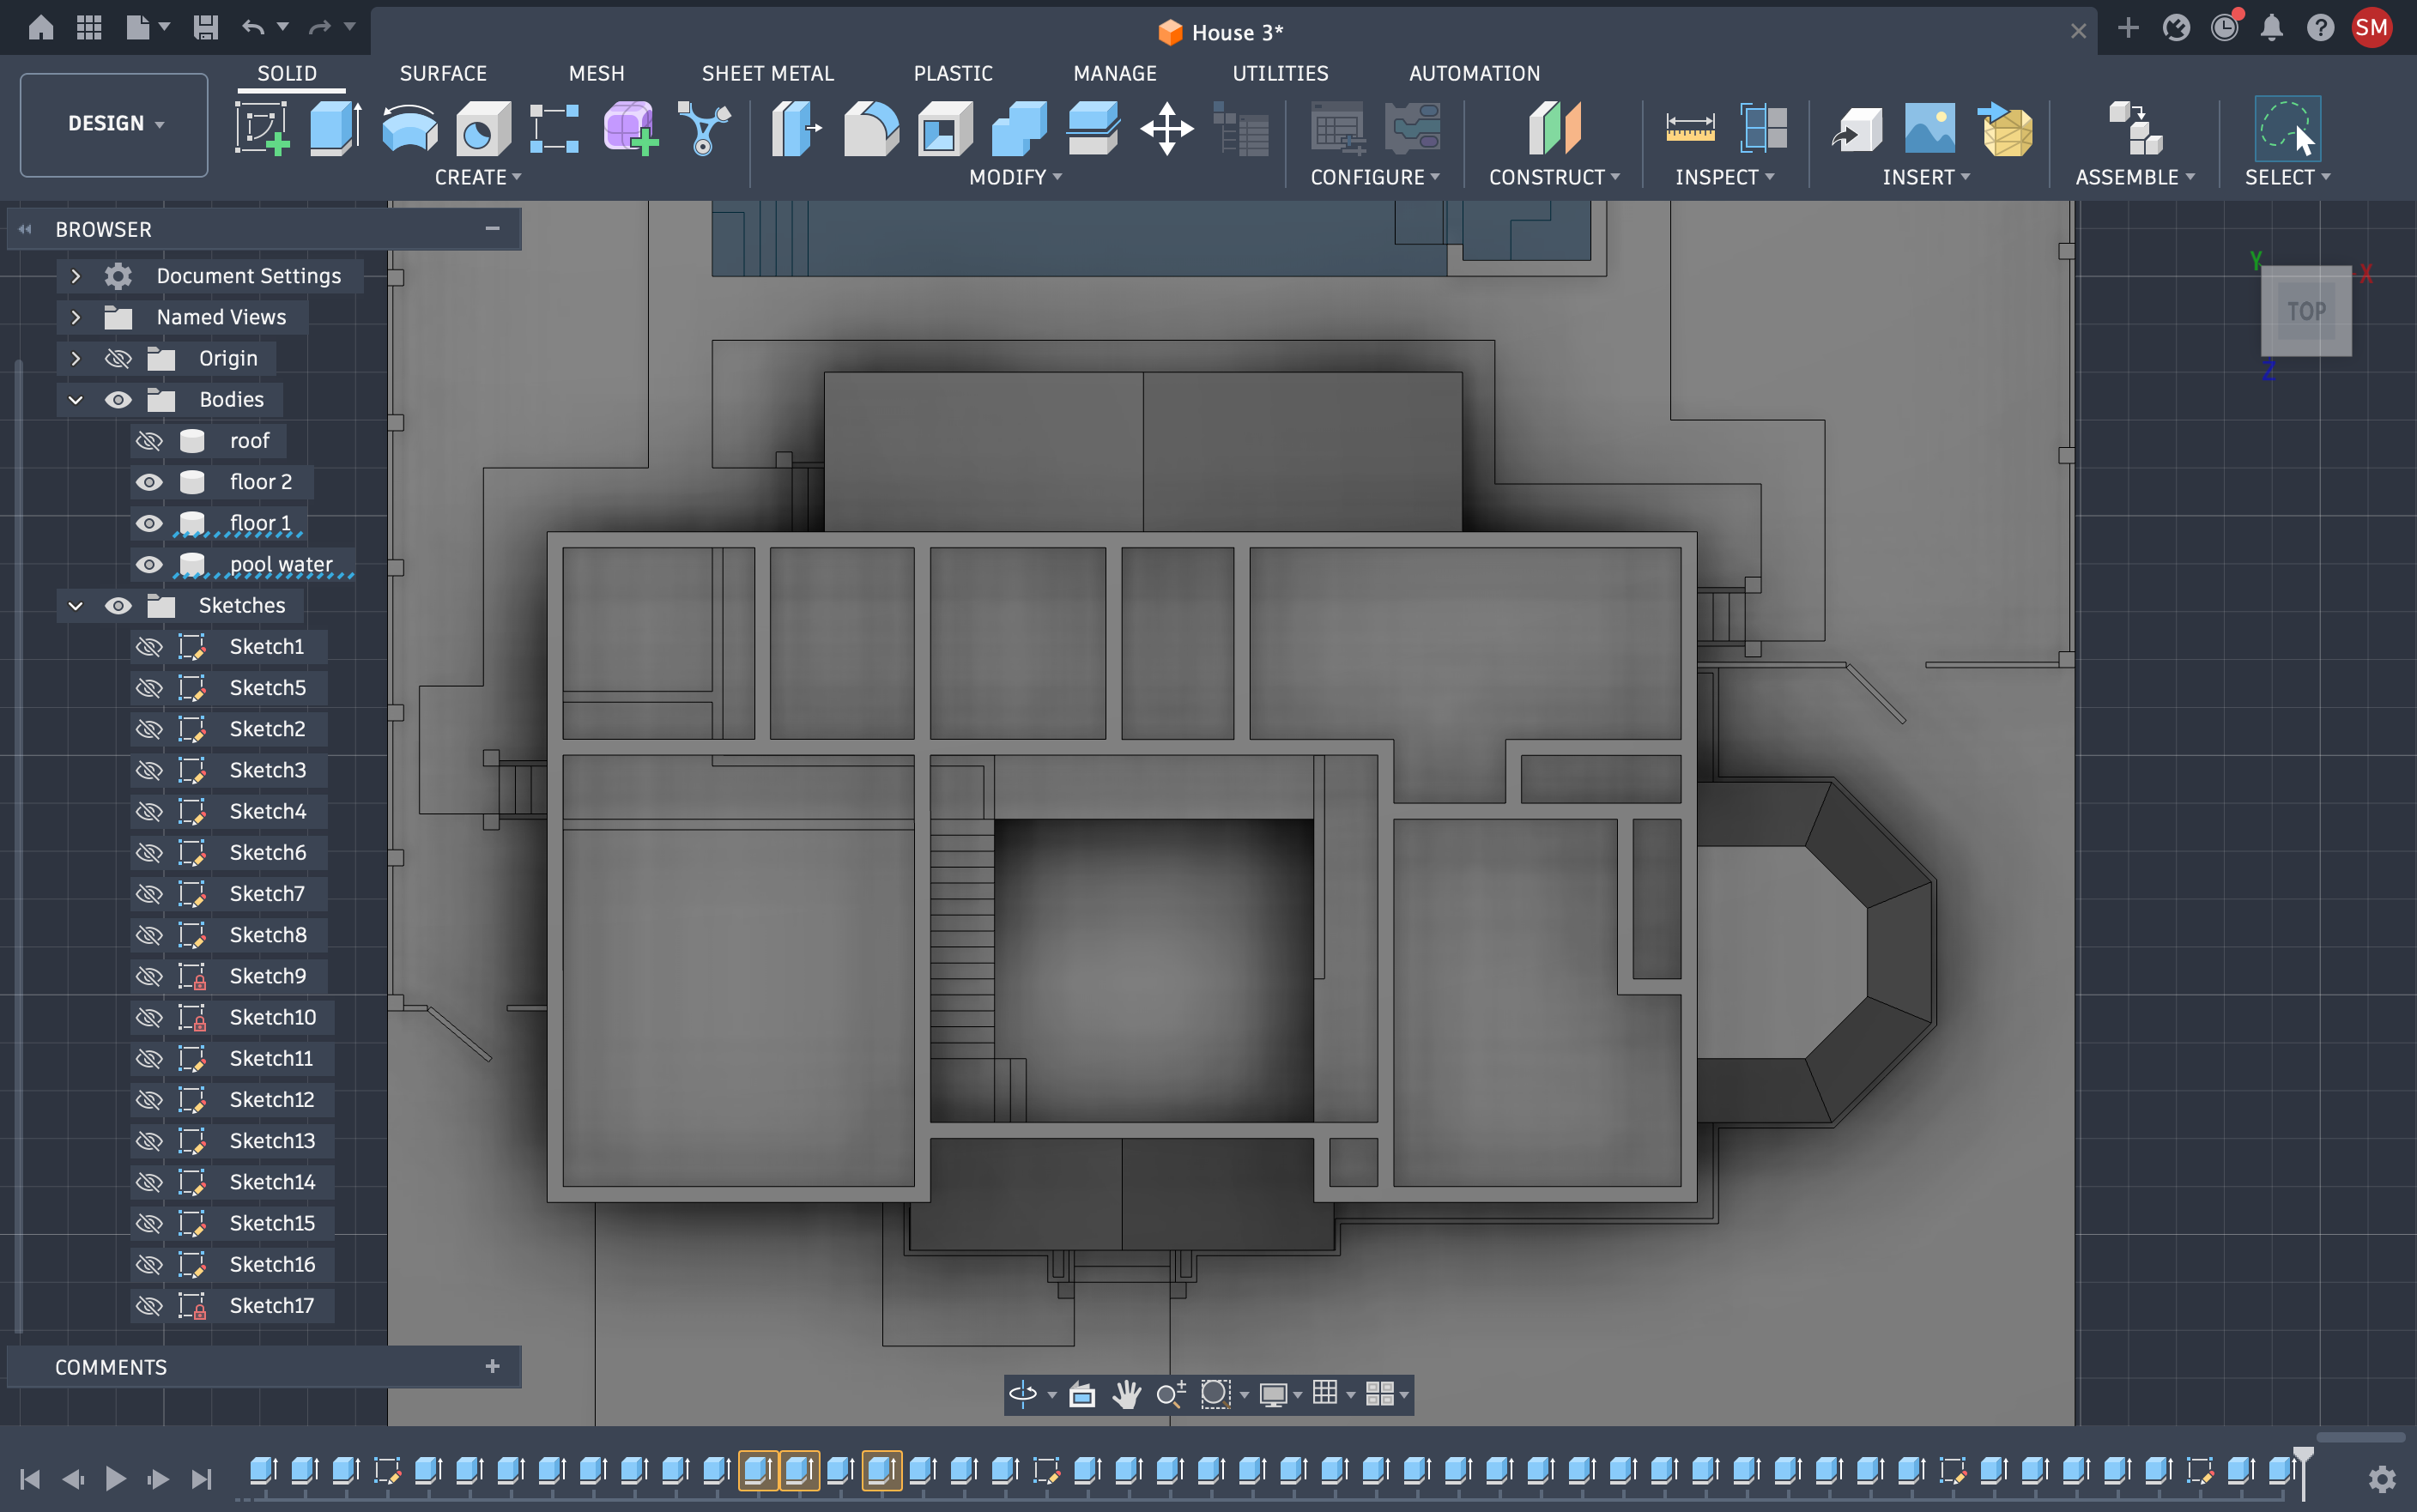 House 3*
SM
DESIGN
SOLID
SURFACE
MESH
SHEET METAL
PLASTIC
MANAGE
UTILITIES
AUTOMATION
CREATE
MODIFY
CONFIGURE
CONSTRUCT
INSPECT
INSERT
ASSEMBLE
SELECT
BROWSER
Document Settings
Named Views
Origin
Bodies
roof
floor 2
floor 1
pool water
Sketches
Sketch1
Sketch5
Sketch2
Sketch3
Sketch4
Sketch6
Sketch7
Sketch8
Sketch9
Sketch10
Sketch11
Sketch12
Sketch13
Sketch14
Sketch15
Sketch16
Sketch17
COMMENTS
Y
X
TOP
Z